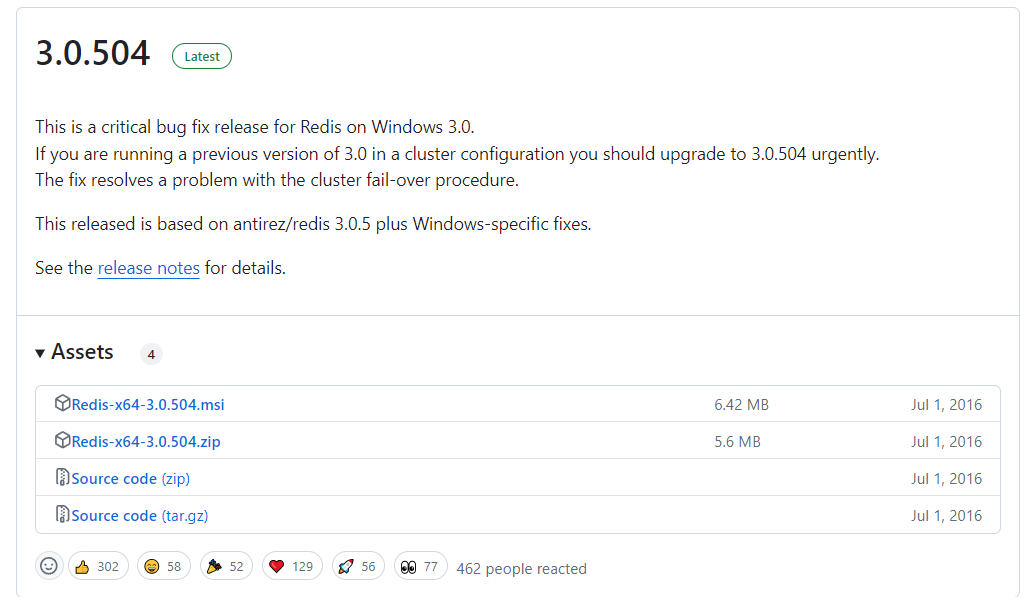 3.0.504 Latest
This is a critical bug fix release for Redis on Windows 3.0.
If you are running a previous version of 3.0 in a cluster configuration you should upgrade to 3.0.504 urgently.
The fix resolves a problem with the cluster fail-over procedure.
This released is based on antirez/redis 3.0.5 plus Windows-specific fixes.
See the release notes for details.
Assets 4
Redis-x64-3.0.504.msi 6.42 MB Jul 1, 2016
Redis-x64-3.0.504.zip 5.6 MB Jul 1, 2016
Source code (zip) Jul 1, 2016
Source code (tar.gz) Jul 1, 2016
302 58 52 129 56 77 462 people reacted